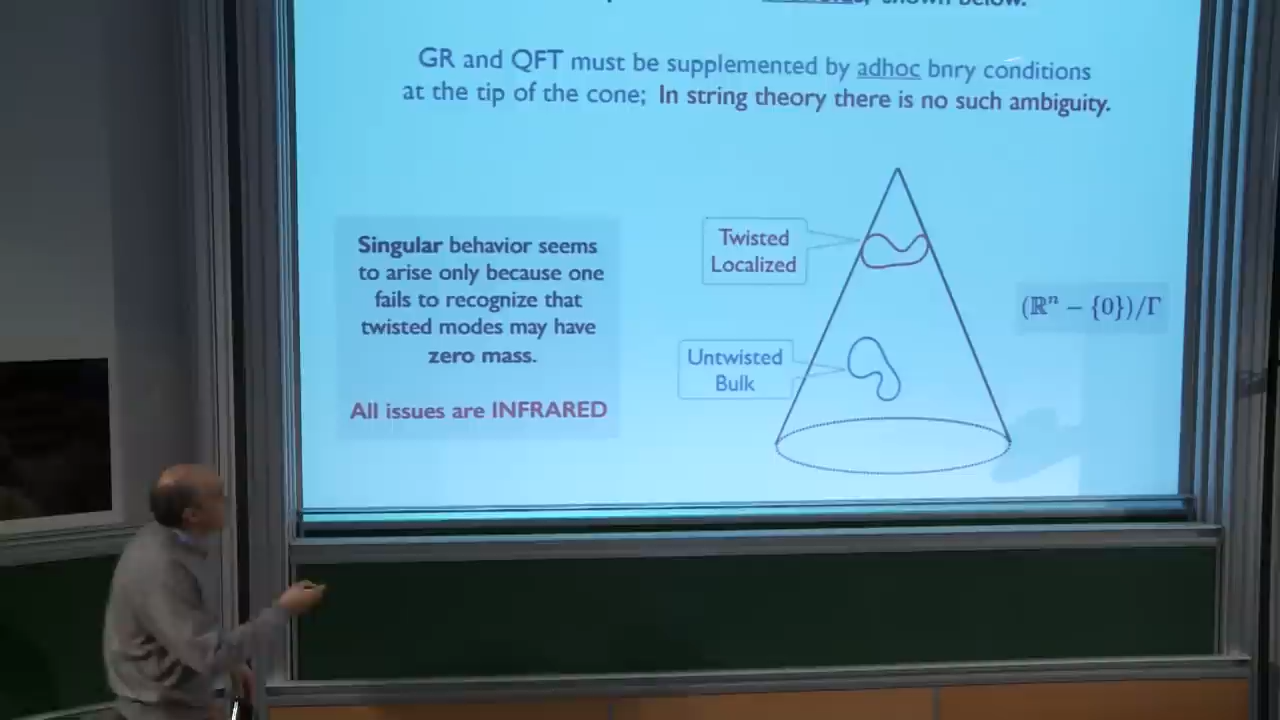 shown below.
GR and QFT must be supplemented by adhoc bnry conditions
at the tip of the cone; In string theory there is no such ambiguity.
Singular behavior seems
to arise only because one
fails to recognize that
twisted modes may have
zero mass.
All issues are INFRARED
Twisted
Localized
Untwisted
Bulk
(ℝⁿ − {0})/Γ